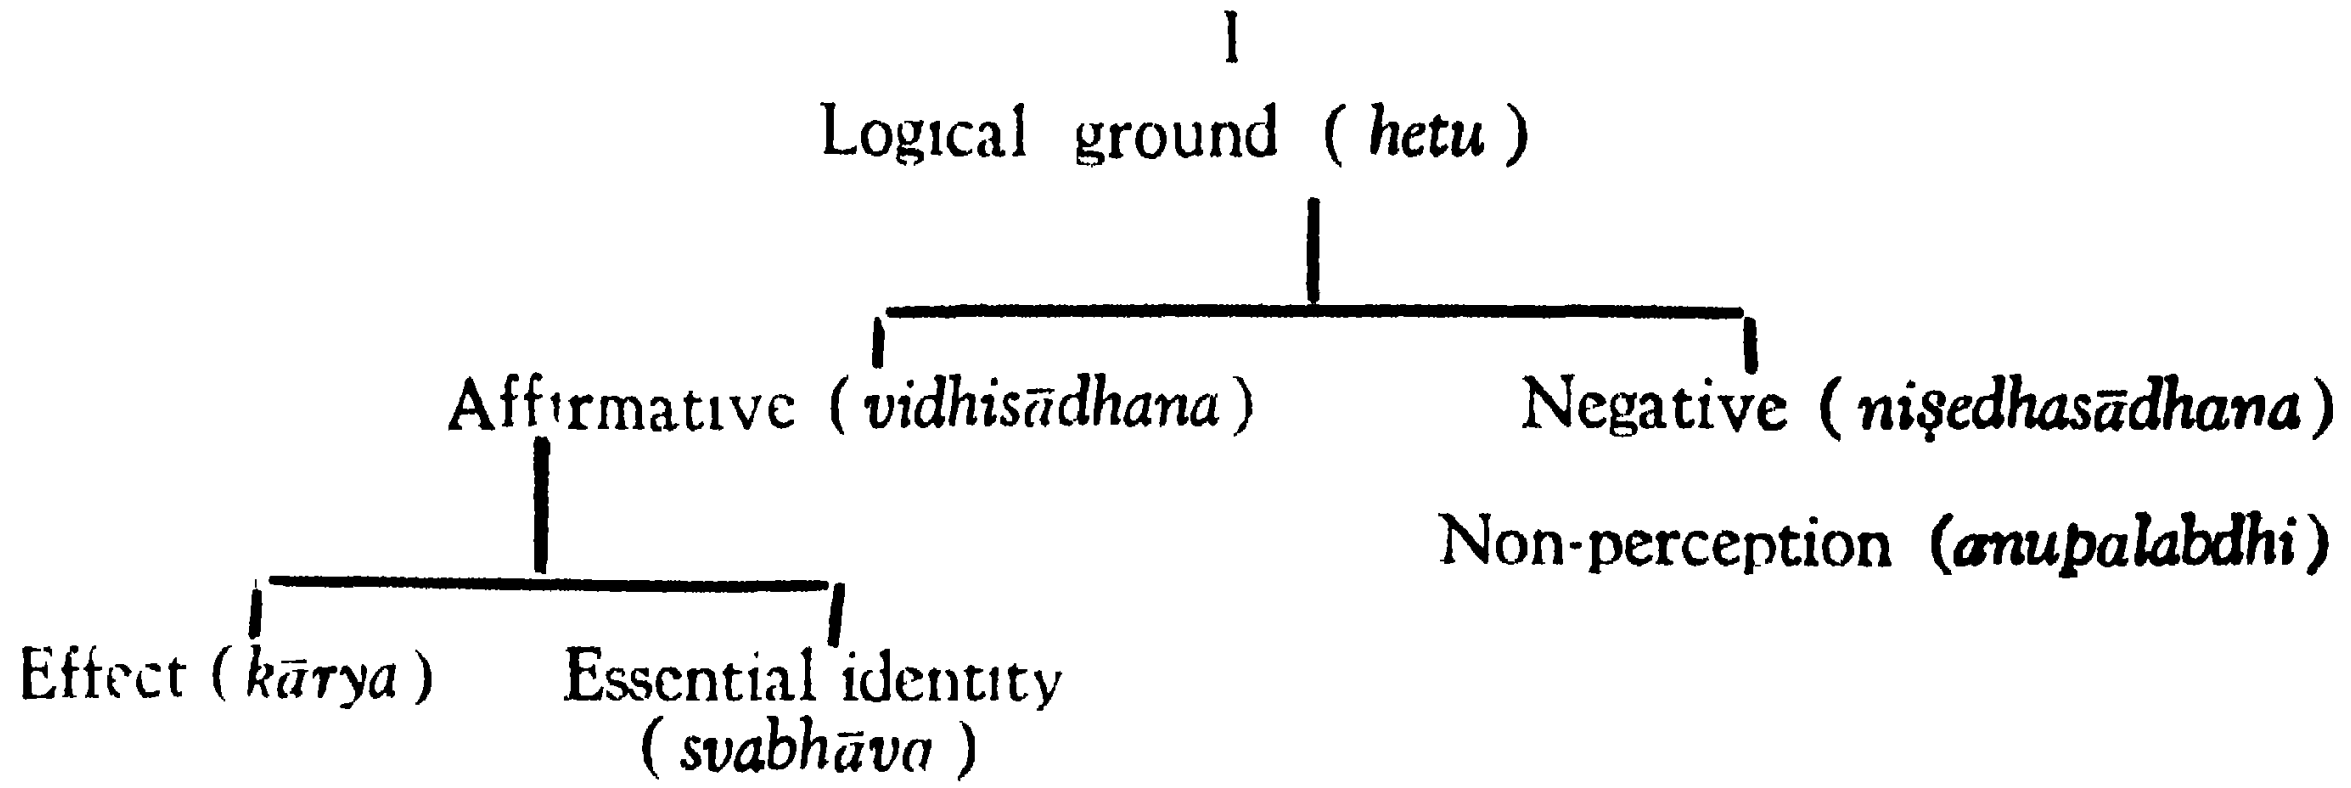 I
Logical ground ( hetu )
Affirmative ( vidhisādhana )
Negative ( niṣedhasādhana )
Non-perception (anupalabdhi)
Effect ( kārya )
Essential identity
( svabhāva )